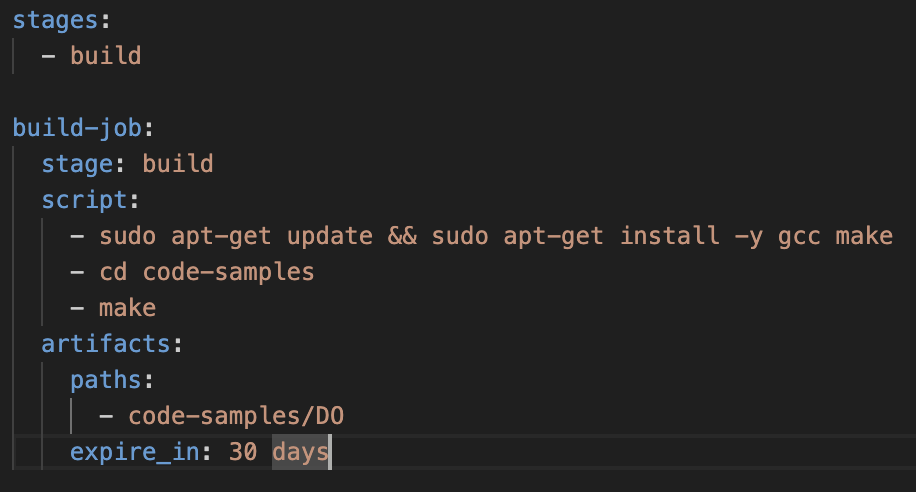 stages:
  - build

build-job:
  stage: build
  script:
    - sudo apt-get update && sudo apt-get install -y gcc make
    - cd code-samples
    - make
  artifacts:
    paths:
      - code-samples/DO
    expire_in: 30 days